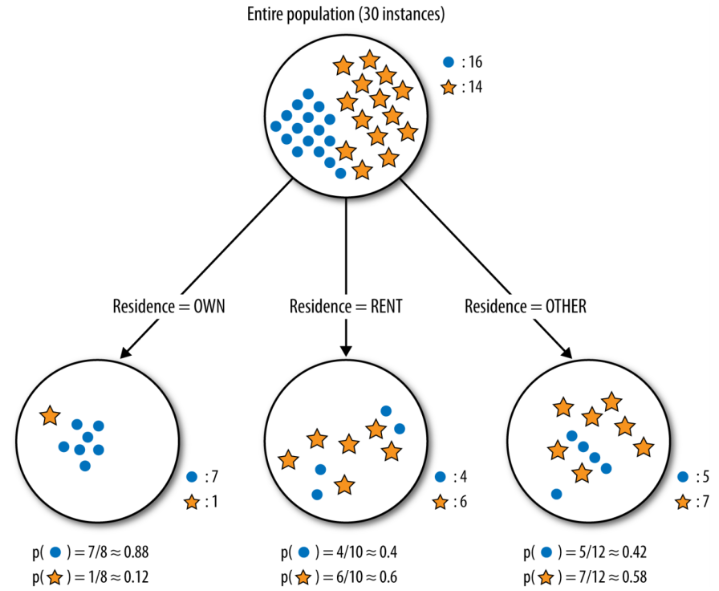 Entire population (30 instances)
: 16
: 14
Residence = OWN
Residence = RENT
Residence = OTHER
: 7
: 1
: 4
: 6
: 5
: 7
p( ) = 7/8 ≈ 0.88
p( ) = 1/8 ≈ 0.12
p( ) = 4/10 ≈ 0.4
p( ) = 6/10 ≈ 0.6
p( ) = 5/12 ≈ 0.42
p( ) = 7/12 ≈ 0.58